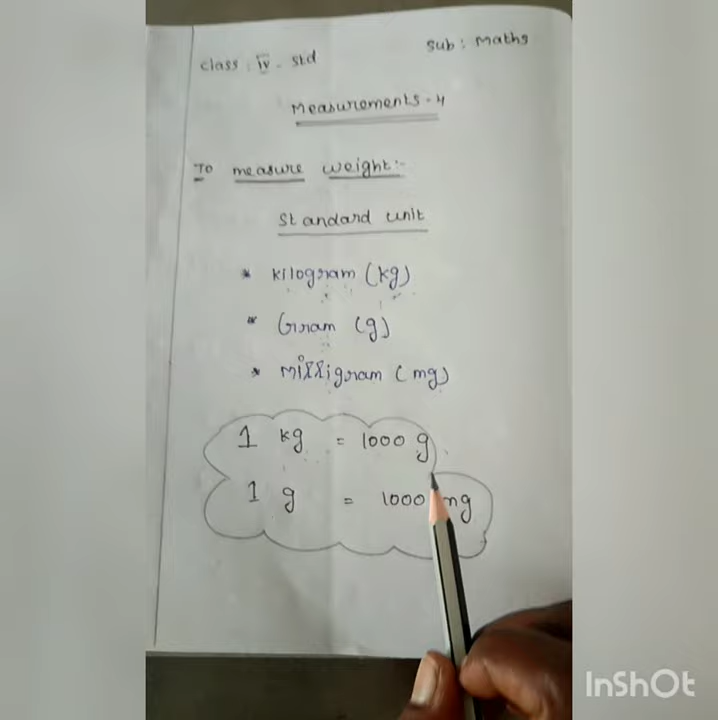 class : IV - std
Sub : Maths
Measurements - 4
To measure weight:-
Standard unit
* Kilogram (kg)
* Gram (g)
* Milligram (mg)
1 kg = 1000 g
1 g = 1000 mg
InShOt